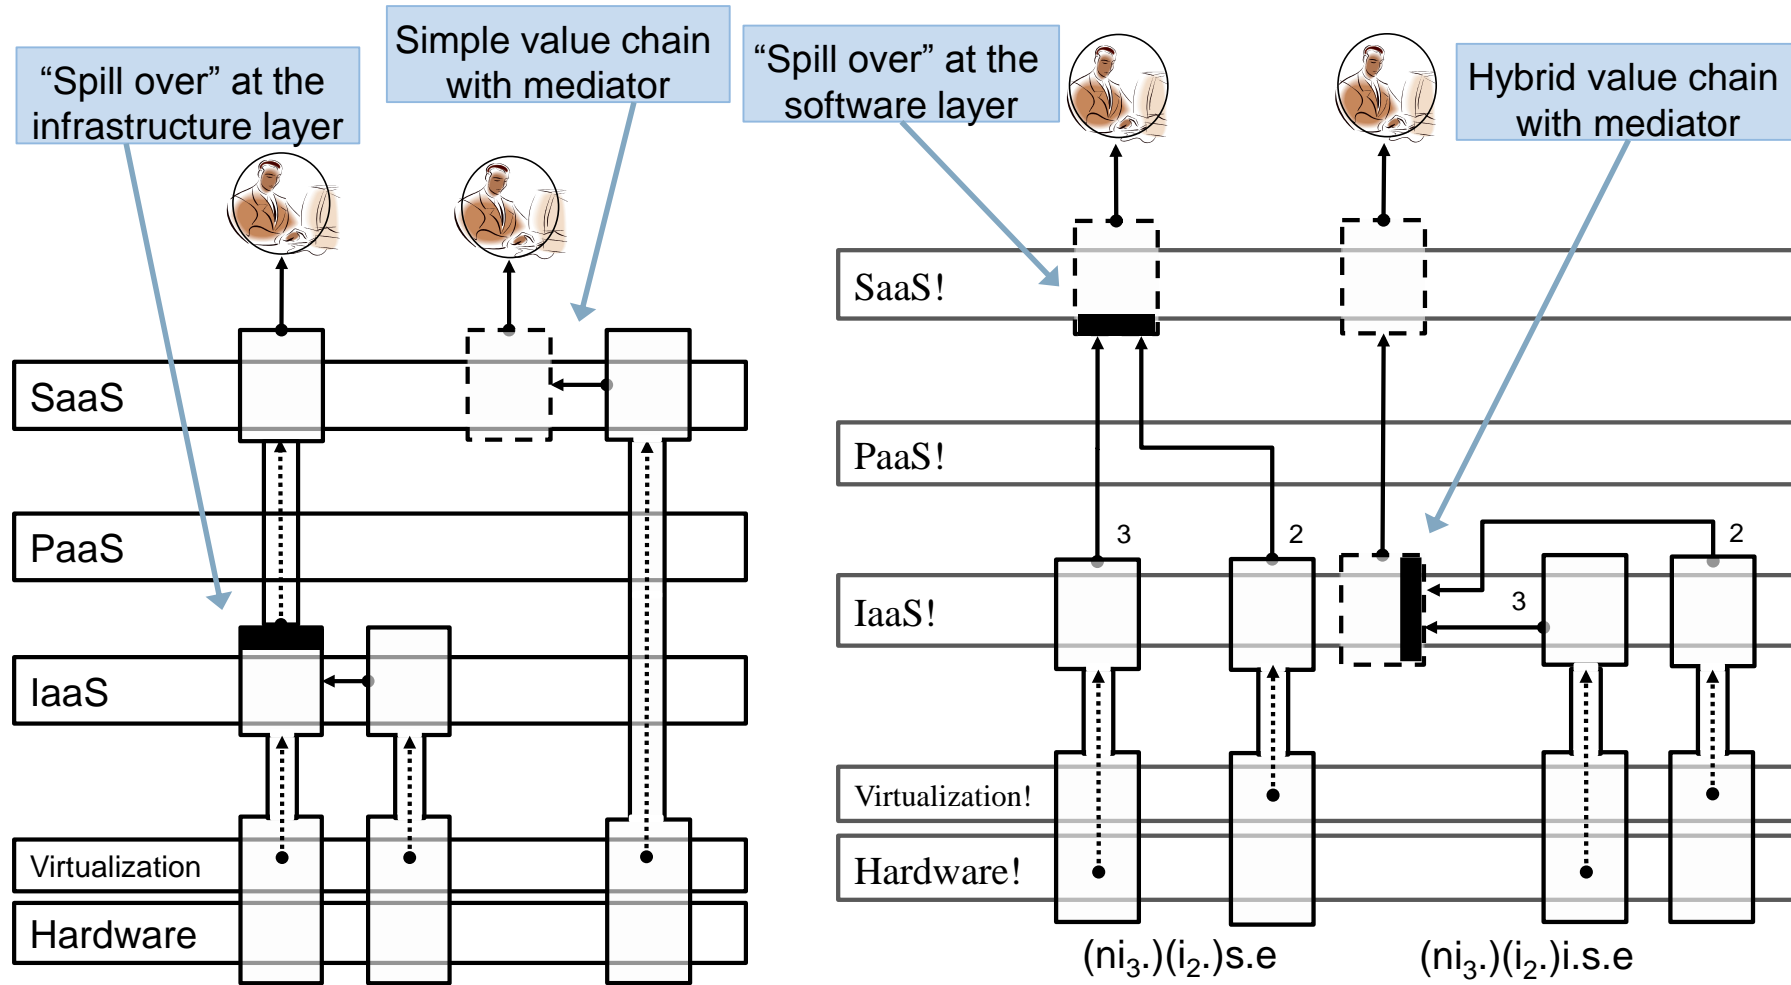 “Spill over” at the
infrastructure layer
Simple value chain
with mediator
“Spill over” at the
software layer
Hybrid value chain
with mediator
SaaS
PaaS
IaaS
Virtualization
Hardware
SaaS!
PaaS!
3
2
2
IaaS!
3
Virtualization!
Hardware!
(ni₃.)(i₂.)s.e
(ni₃.)(i₂.)i.s.e